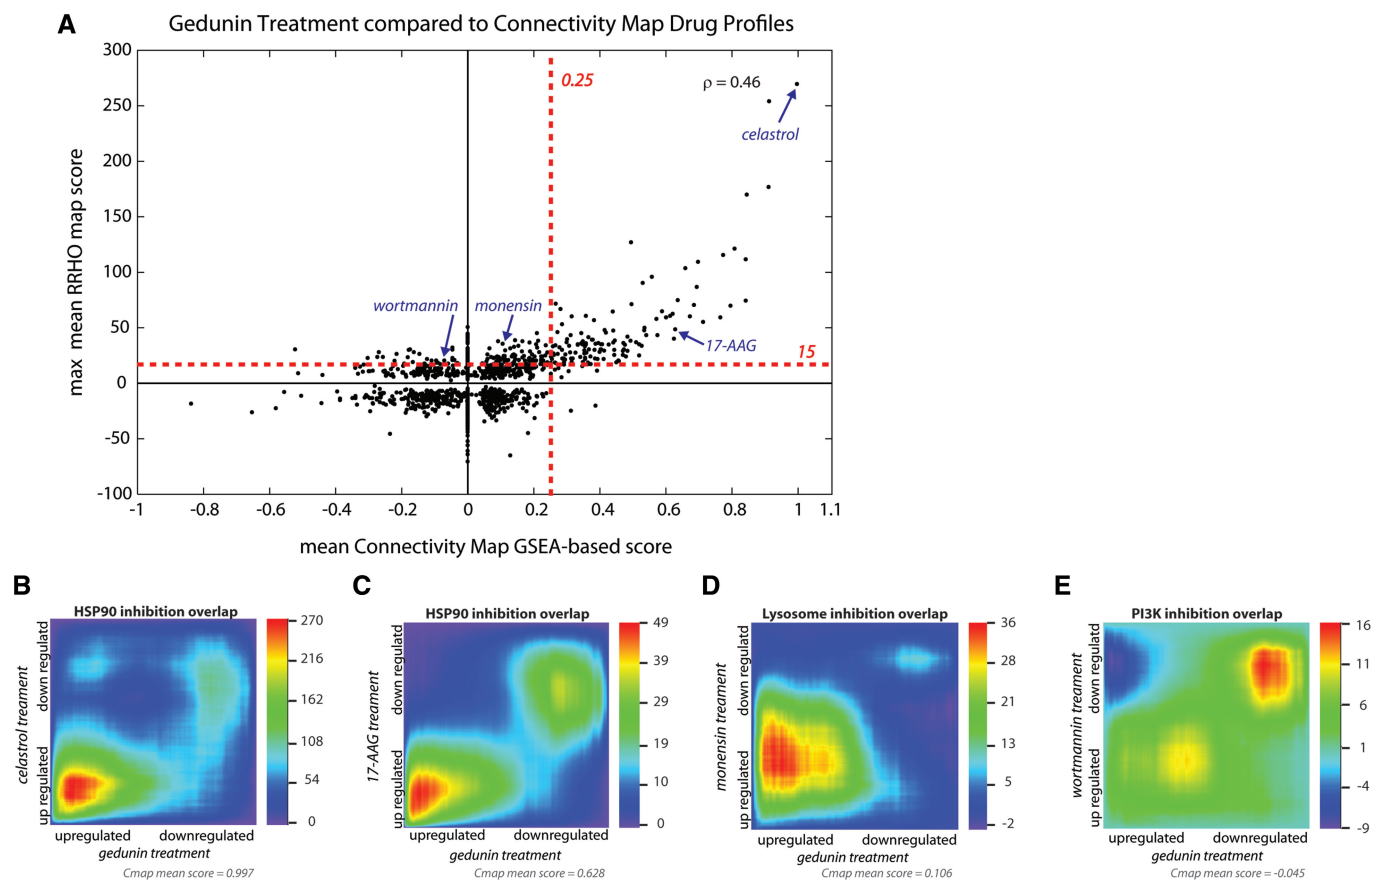 A
Gedunin Treatment compared to Connectivity Map Drug Profiles
max mean RRHO map score
300
250
200
150
100
50
0
-50
-100
0.25
ρ = 0.46
celastrol
wortmannin
monensin
17-AAG
15
-1
-0.8
-0.6
-0.4
-0.2
0
0.2
0.4
0.6
0.8
1
1.1
mean Connectivity Map GSEA-based score
B
HSP90 inhibition overlap
celastrol treament
down regulatd
up regulated
270
216
162
108
54
0
upregulated
downregulated
gedunin treatment
Cmap mean score = 0.997
C
HSP90 inhibition overlap
17-AAG treament
down regulatd
up regulated
49
39
29
19
10
0
upregulated
downregulated
gedunin treatment
Cmap mean score = 0.628
D
Lysosome inhibition overlap
monensin treament
down regulatd
up regulated
36
28
21
13
5
-2
upregulated
downregulated
gedunin treatment
Cmap mean score = 0.106
E
PI3K inhibition overlap
wortmannin treament
down regulatd
up regulated
16
11
6
1
-4
-9
upregulated
downregulated
gedunin treatment
Cmap mean score = -0.045